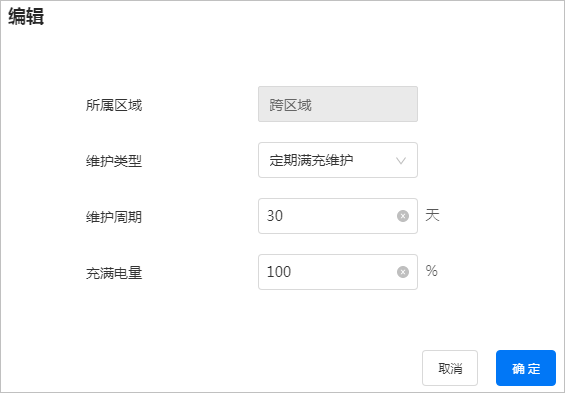 编辑
所属区域 跨区域
维护类型 定期满充维护
维护周期 30 天
充满电量 100 %
取消 确定